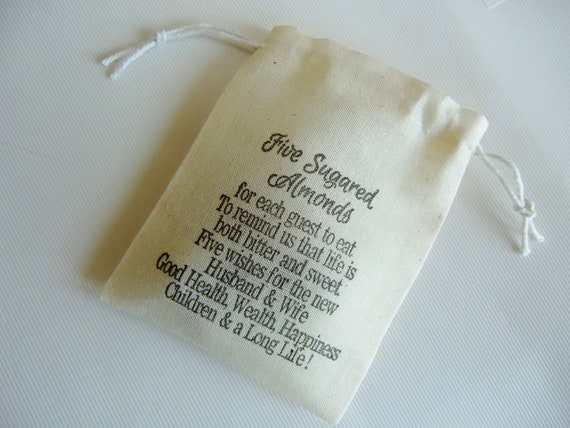 Five Sugared
Almonds
for each guest to eat
To remind us that life is
both bitter and sweet.
Five wishes for the new
Husband & Wife
Good Health, Wealth, Happiness
Children & a Long Life!